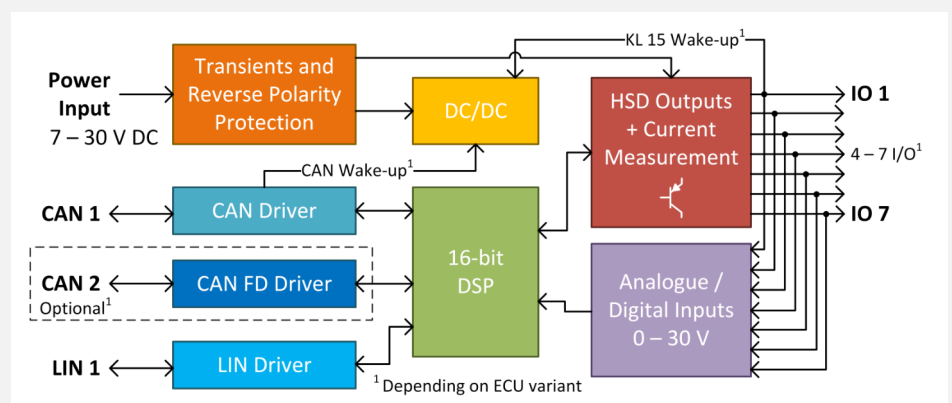 KL 15 Wake-up¹
Power
Input
7 – 30 V DC
Transients and
Reverse Polarity
Protection
DC/DC
HSD Outputs
+ Current
Measurement
IO 1
4 – 7 I/O¹
IO 7
CAN Wake-up¹
CAN 1
CAN Driver
CAN 2
Optional¹
CAN FD Driver
16-bit
DSP
Analogue /
Digital Inputs
0 – 30 V
LIN 1
LIN Driver
¹ Depending on ECU variant